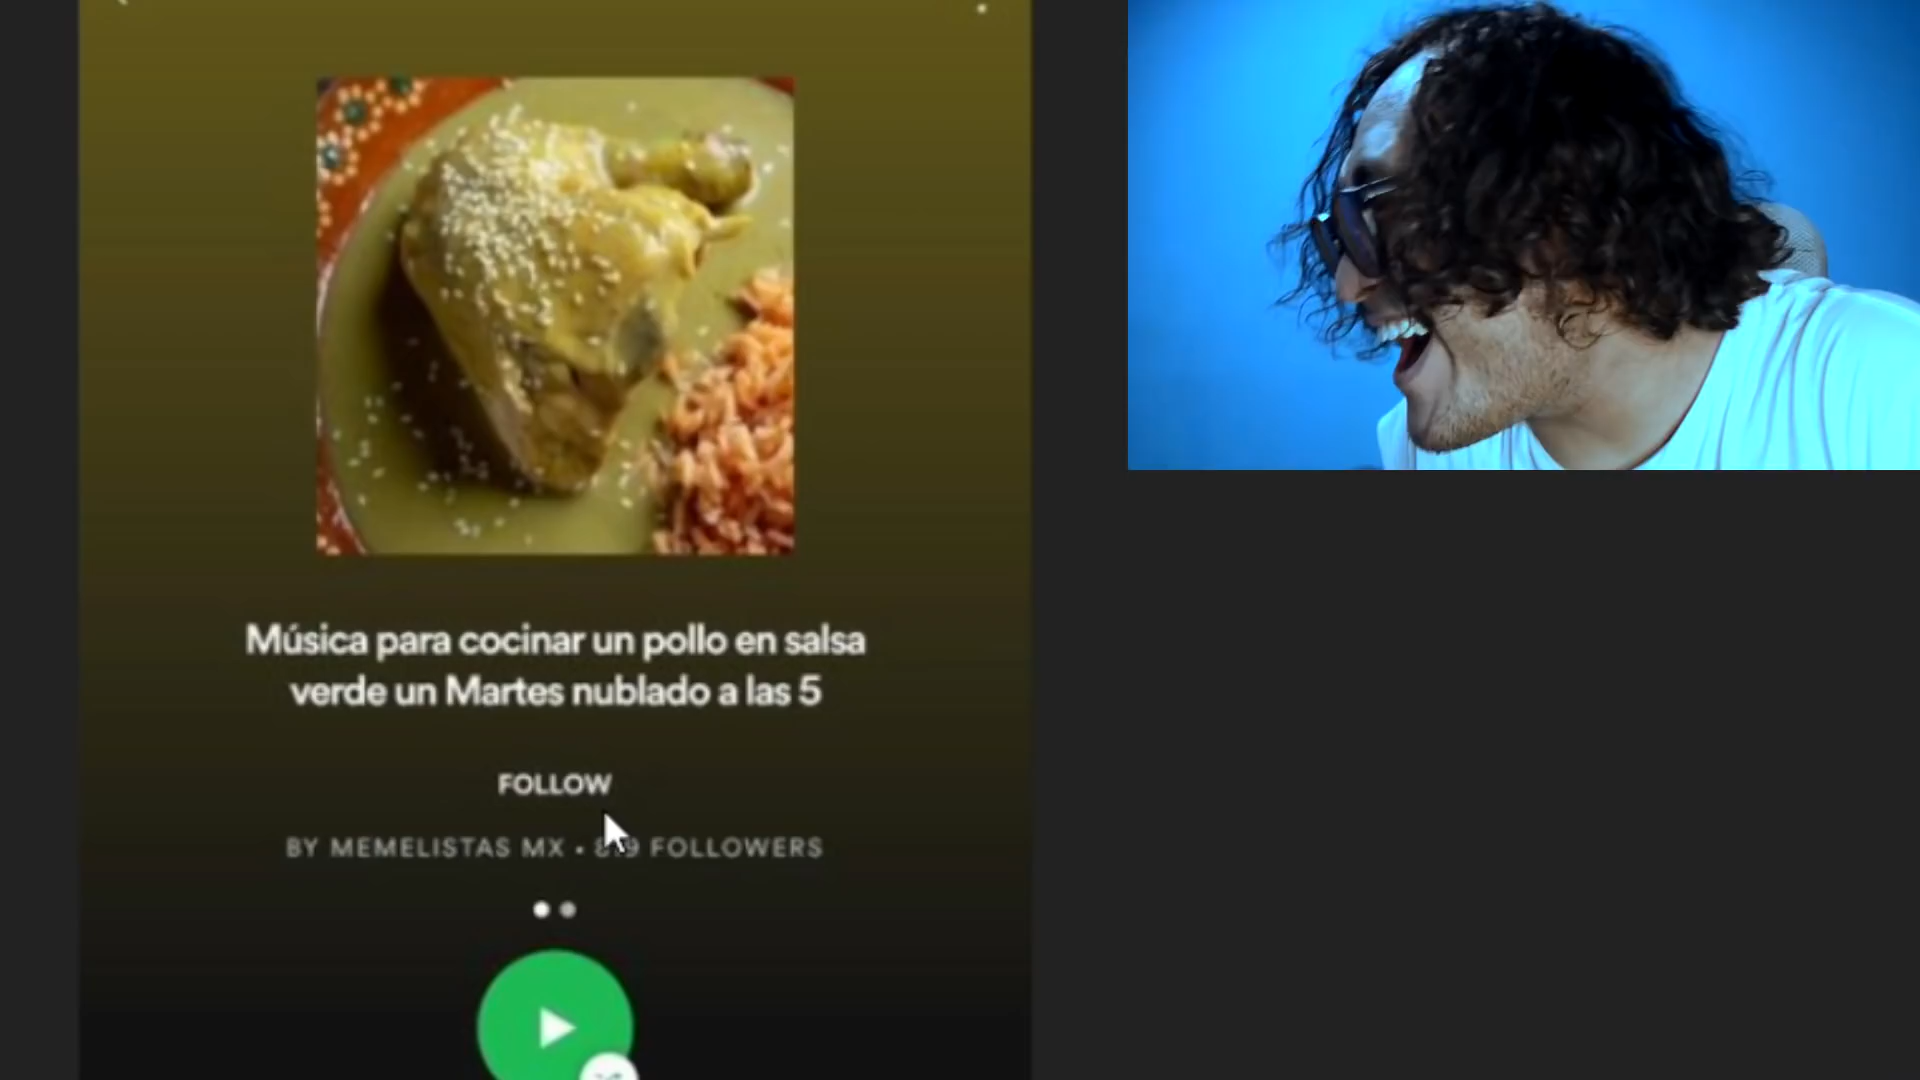 Música para cocinar un pollo en salsa
verde un Martes nublado a las 5
FOLLOW
BY MEMELISTAS MX • FOLLOWERS